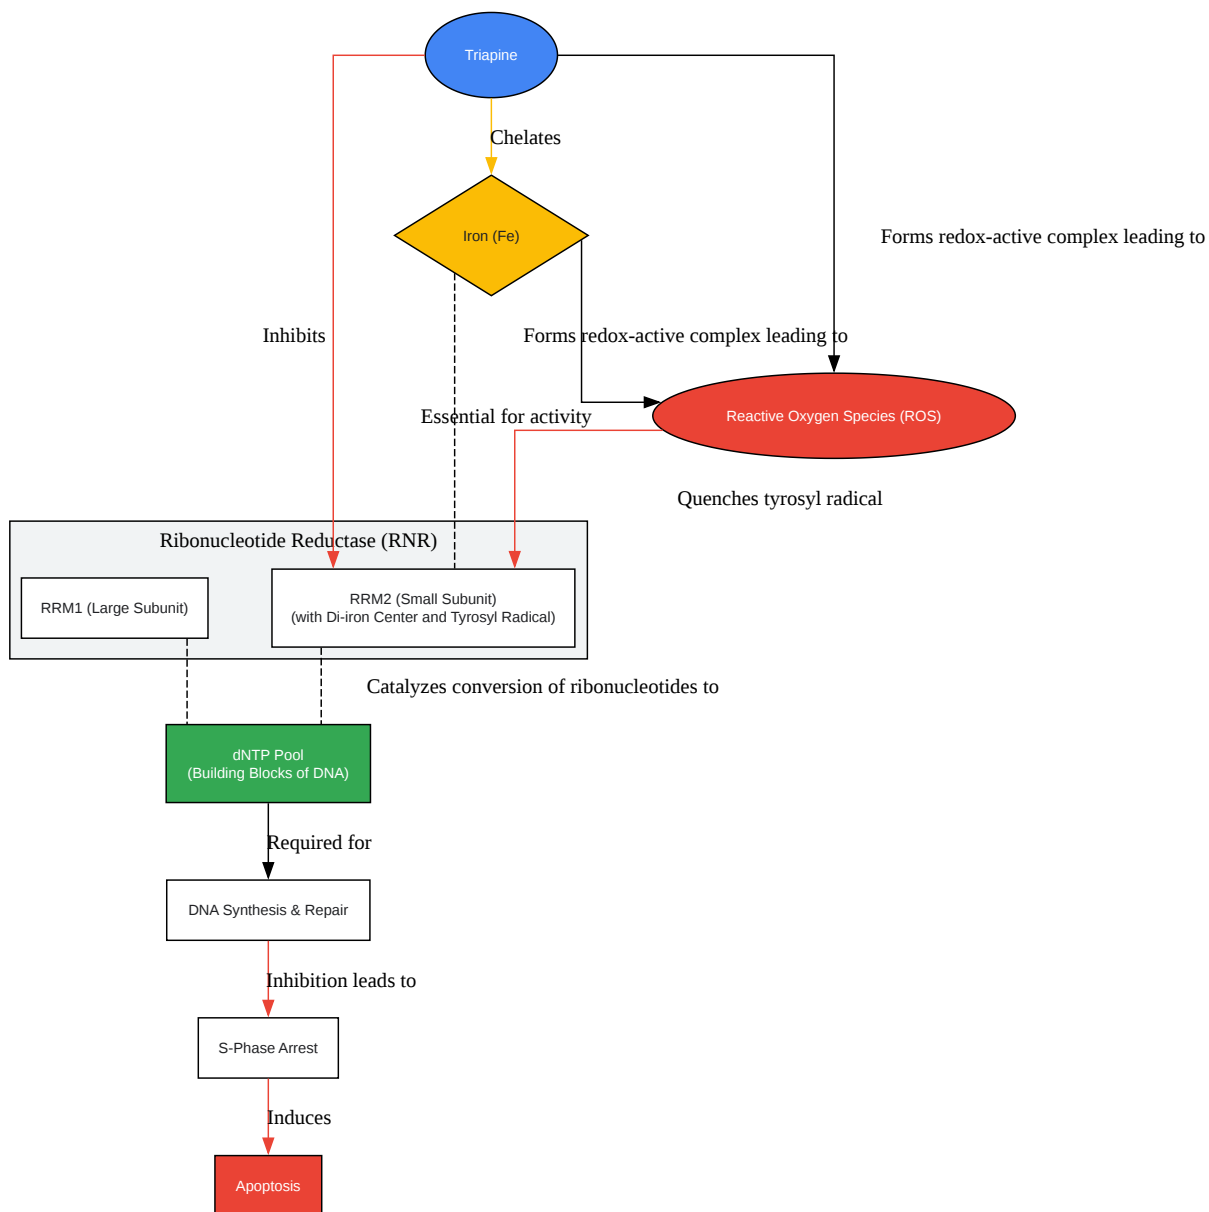 Triapine
Chelates
Iron (Fe)
Forms redox-active complex leading to
Inhibits
Forms redox-active complex leading to
Essential for activity
Reactive Oxygen Species (ROS)
Quenches tyrosyl radical
Ribonucleotide Reductase (RNR)
RRM1 (Large Subunit)
RRM2 (Small Subunit)
(with Di-iron Center and Tyrosyl Radical)
Catalyzes conversion of ribonucleotides to
dNTP Pool
(Building Blocks of DNA)
Required for
DNA Synthesis & Repair
Inhibition leads to
S-Phase Arrest
Induces
Apoptosis